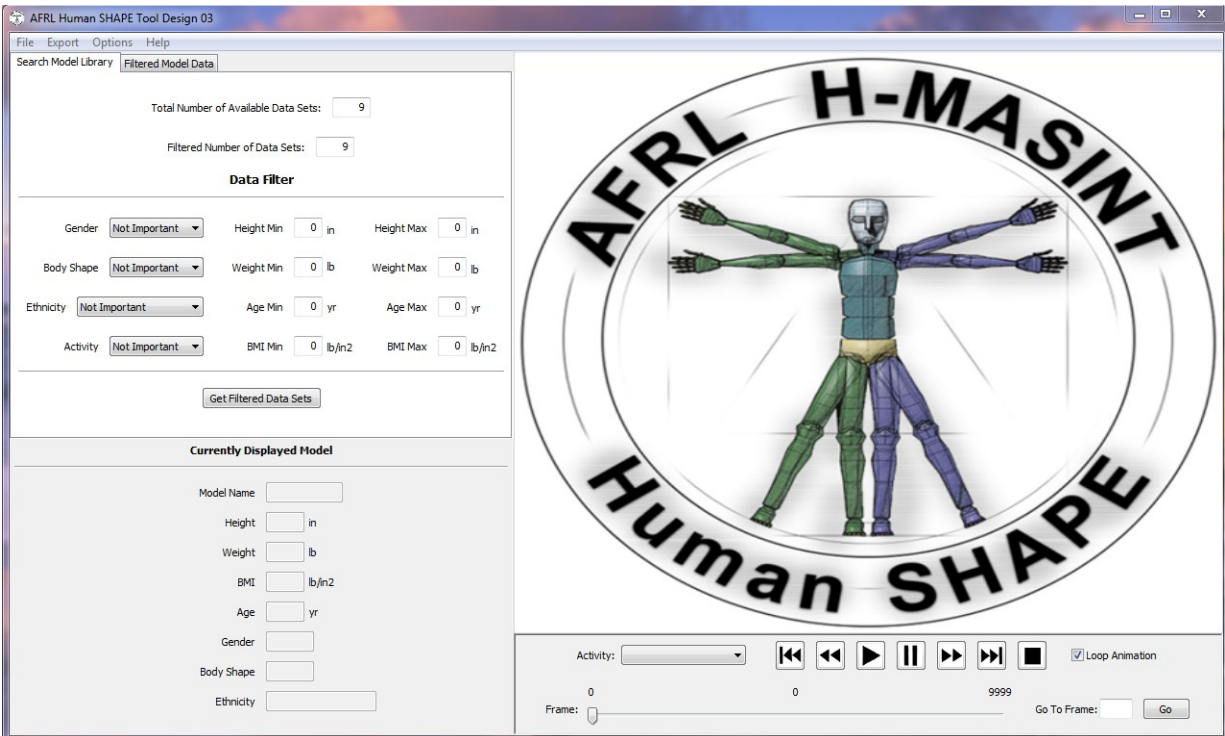 AFRL Human SHAPE Tool Design 03
File Export Options Help
Search Model Library Filtered Model Data
Total Number of Available Data Sets: 9
Filtered Number of Data Sets: 9
Data Filter
Gender Not Important Height Min 0 in Height Max 0 in
Body Shape Not Important Weight Min 0 lb Weight Max 0 lb
Ethnicity Not Important Age Min 0 yr Age Max 0 yr
Activity Not Important BMI Min 0 lb/in2 BMI Max 0 lb/in2
Get Filtered Data Sets
Currently Displayed Model
Model Name
Height in
Weight lb
BMI lb/in2
Age yr
Gender
Body Shape
Ethnicity
AFRL H-MASINT
Human SHAPE
Activity: Loop Animation
0 0 9999
Frame: Go To Frame: Go